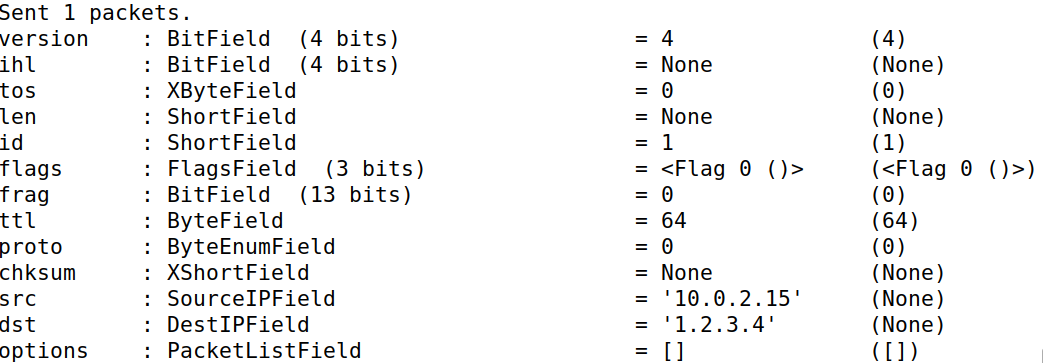 Sent 1 packets.
version    : BitField  (4 bits)                  = 4               (4)
ihl        : BitField  (4 bits)                  = None            (None)
tos        : XByteField                          = 0               (0)
len        : ShortField                          = None            (None)
id         : ShortField                          = 1               (1)
flags      : FlagsField  (3 bits)                = <Flag 0 ()>     (<Flag 0 ()>)
frag       : BitField  (13 bits)                 = 0               (0)
ttl        : ByteField                           = 64              (64)
proto      : ByteEnumField                       = 0               (0)
chksum     : XShortField                         = None            (None)
src        : SourceIPField                       = '10.0.2.15'     (None)
dst        : DestIPField                         = '1.2.3.4'       (None)
options    : PacketListField                     = []              ([])